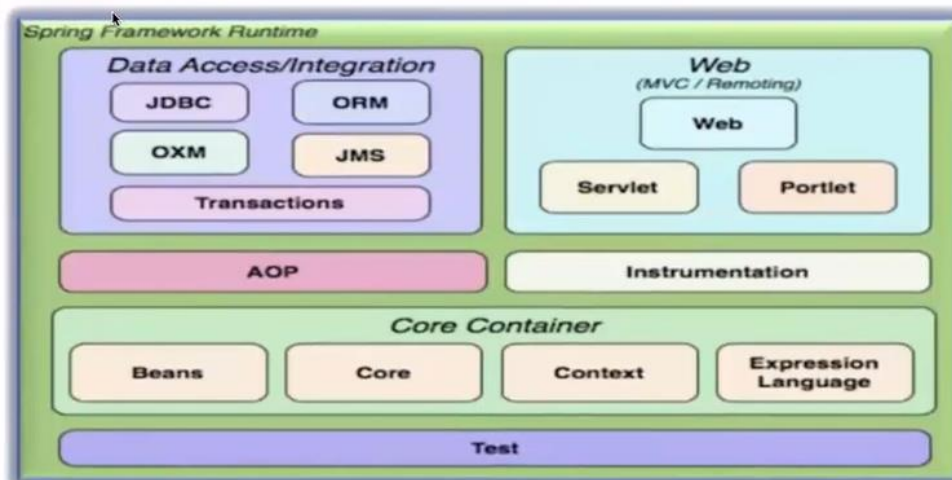 Spring Framework Runtime
Data Access/Integration
JDBC
ORM
OXM
JMS
Transactions
Web
(MVC / Remoting)
Web
Servlet
Portlet
AOP
Instrumentation
Core Container
Beans
Core
Context
Expression
Language
Test